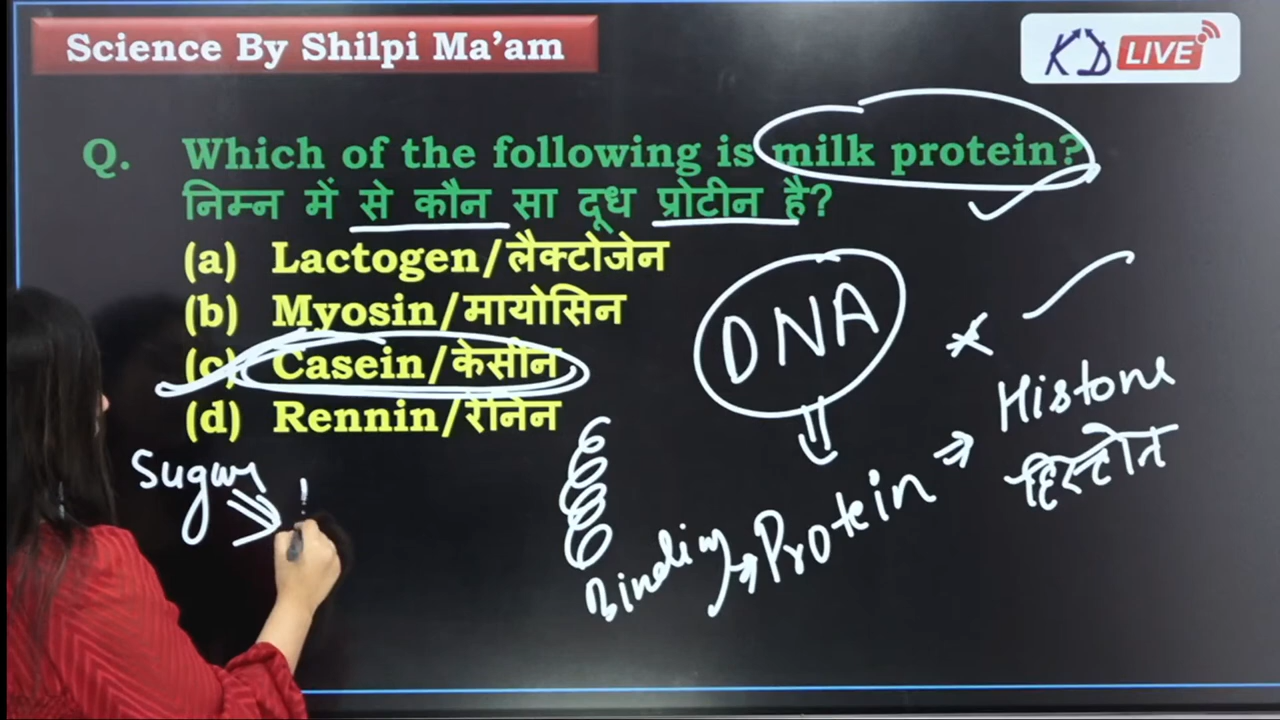 Science By Shilpi Ma'am
KD LIVE
Q. Which of the following is milk protein?
निम्न में से कौन सा दूध प्रोटीन है?
(a) Lactogen/लैक्टोजेन
(b) Myosin/मायोसिन
(c) Casein/केसीन
(d) Rennin/रेनिन
DNA
Histone
हिस्टोन
Sugar
Binding Protein